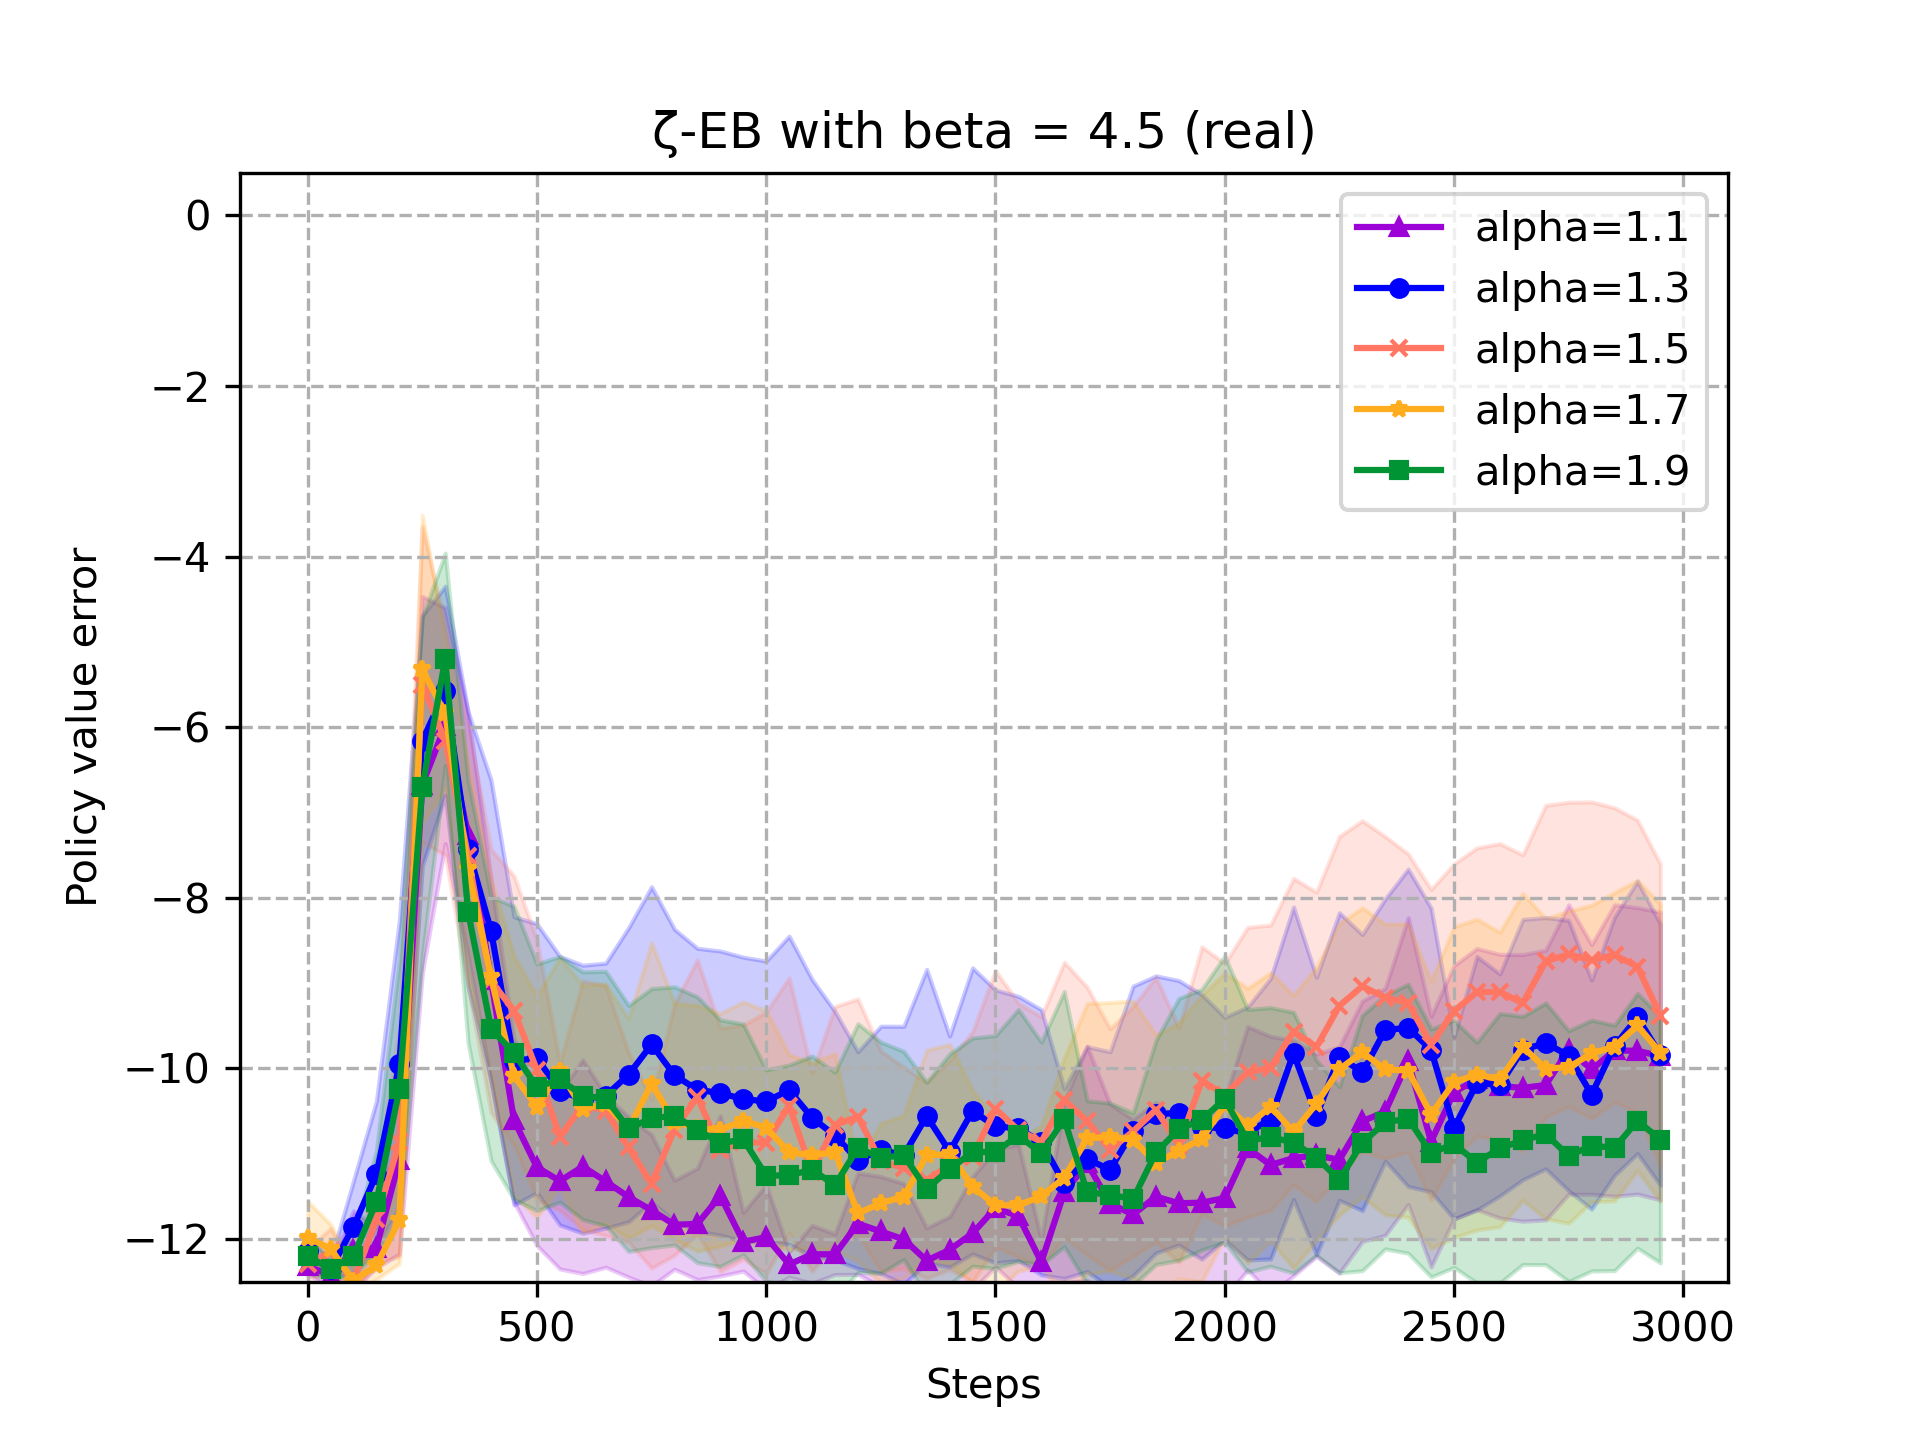 ζ-EB with beta = 4.5 (real)
0
−2
−4
−6
−8
−10
−12
Policy value error
alpha=1.1
alpha=1.3
alpha=1.5
alpha=1.7
alpha=1.9
0 500 1000 1500 2000 2500 3000
Steps